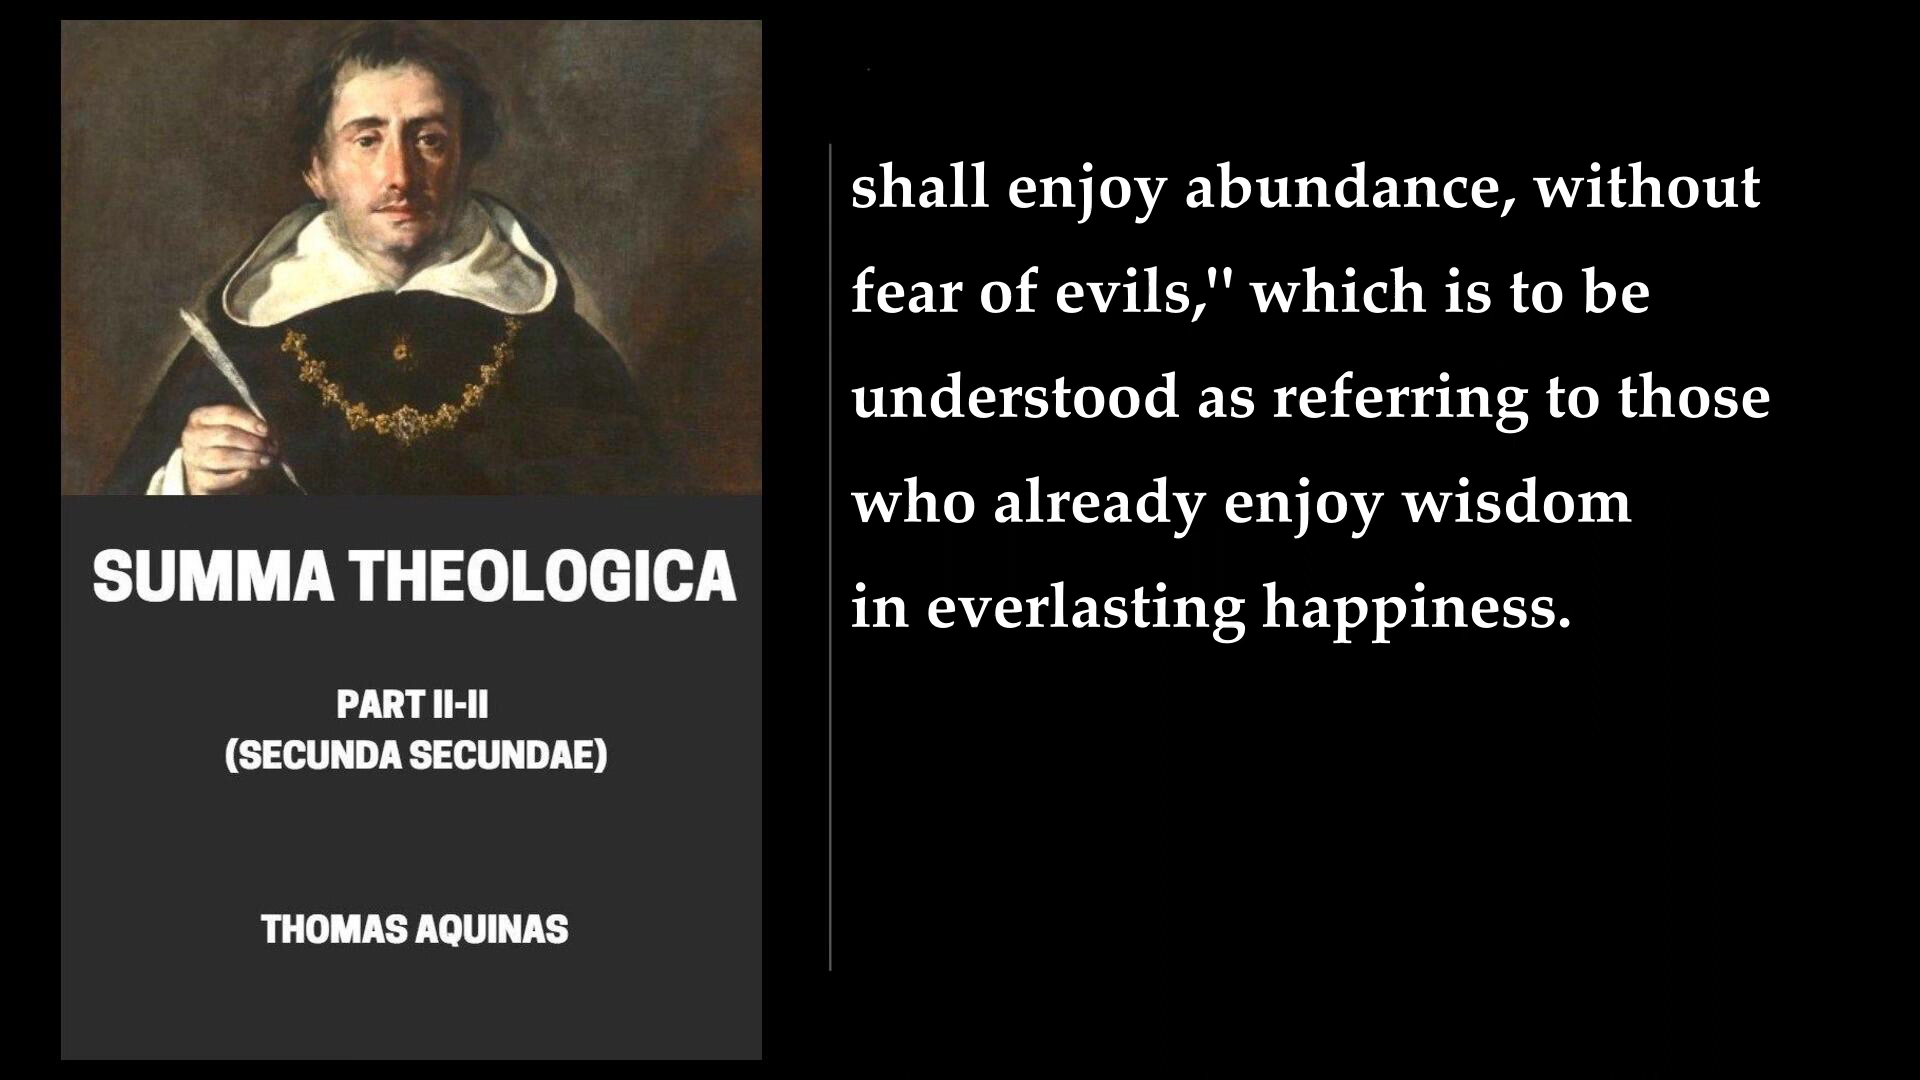 SUMMA THEOLOGICA
PART II-II
(SECUNDA SECUNDAE)
THOMAS AQUINAS
shall enjoy abundance, without
fear of evils," which is to be
understood as referring to those
who already enjoy wisdom
in everlasting happiness.